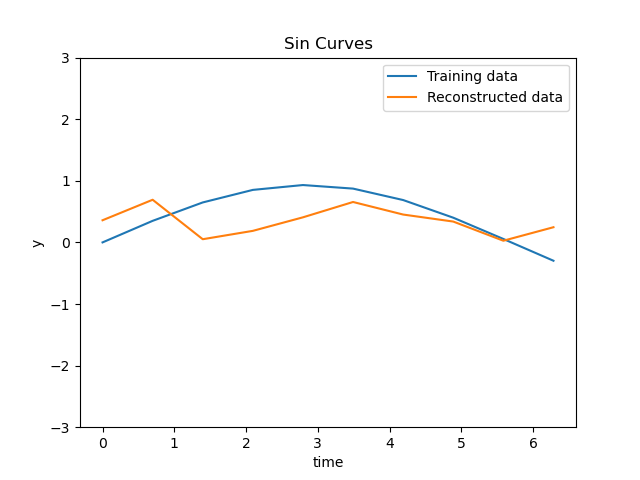 Sin Curves
Training data
Reconstructed data
3
2
1
0
−1
−2
−3
y
0 1 2 3 4 5 6
time